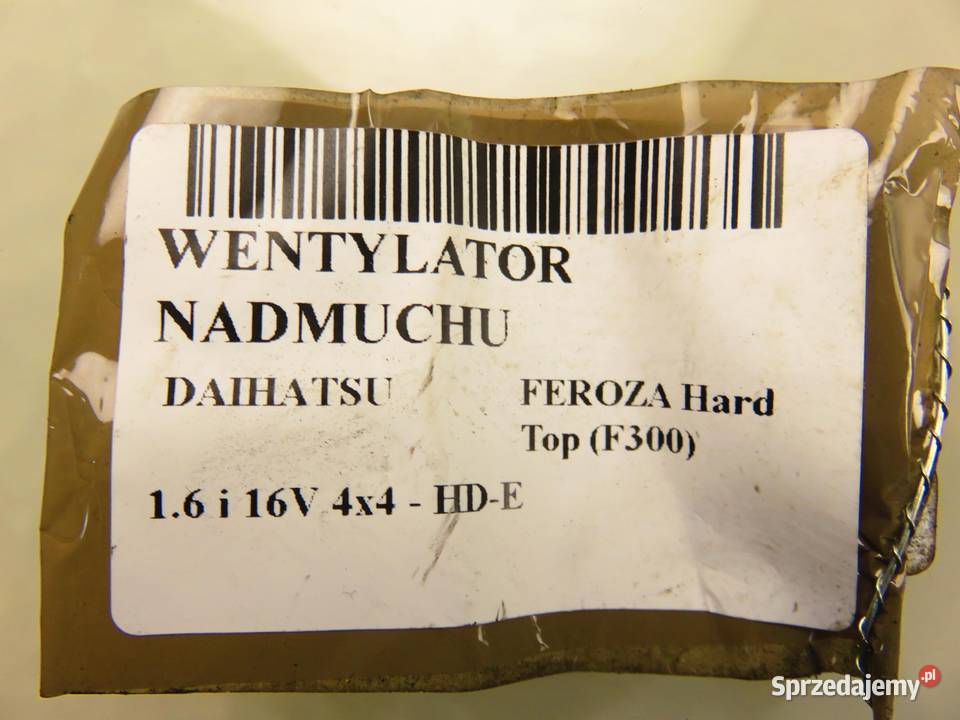 WENTYLATOR
NADMUCHU
DAIHATSU FEROZA Hard
Top (F300)
1.6 i 16V 4x4 - HD-E
Sprzedajemy.pl